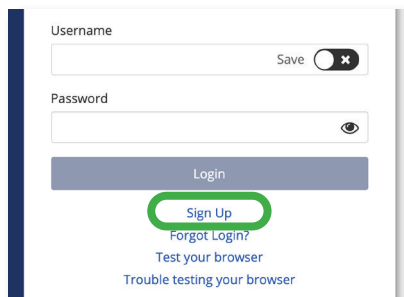 Username
Save
Password
Login
Sign Up
Forgot Login?
Test your browser
Trouble testing your browser